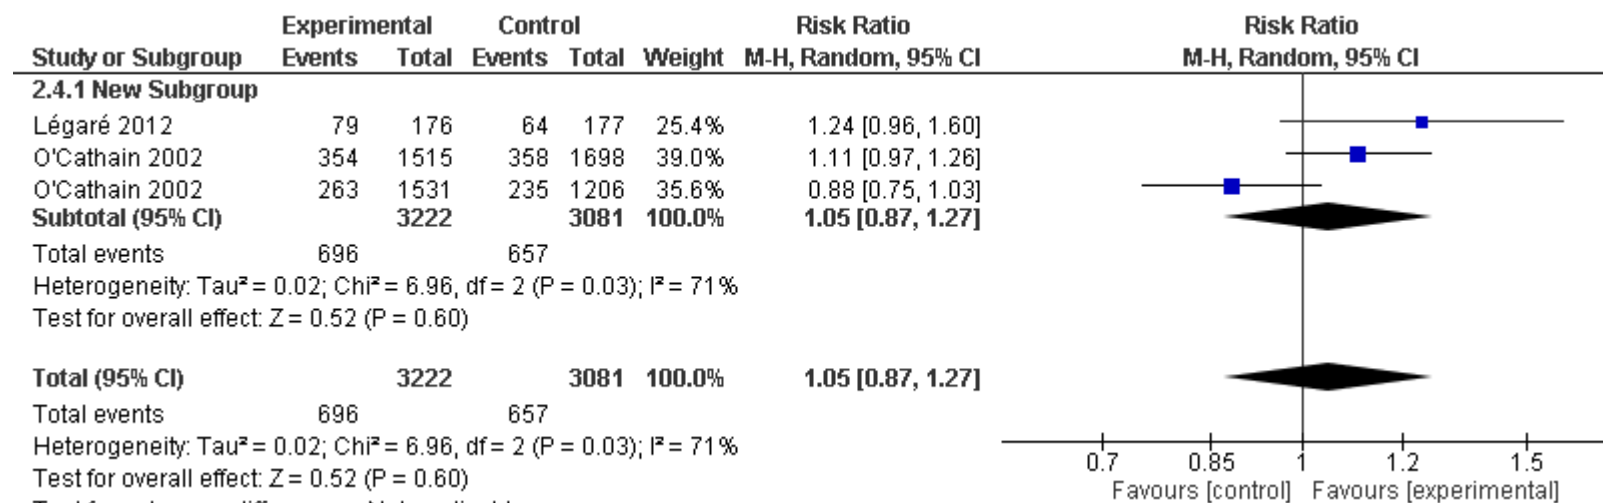 Experimental Control Risk Ratio Risk Ratio
Study or Subgroup Events Total Events Total Weight M-H, Random, 95% CI M-H, Random, 95% CI
2.4.1 New Subgroup
Légaré 2012 79 176 64 177 25.4% 1.24 [0.96, 1.60]
O'Cathain 2002 354 1515 358 1698 39.0% 1.11 [0.97, 1.26]
O'Cathain 2002 263 1531 235 1206 35.6% 0.88 [0.75, 1.03]
Subtotal (95% CI) 3222 3081 100.0% 1.05 [0.87, 1.27]
Total events 696 657
Heterogeneity: Tau² = 0.02; Chi² = 6.96, df = 2 (P = 0.03); I² = 71%
Test for overall effect: Z = 0.52 (P = 0.60)
Total (95% CI) 3222 3081 100.0% 1.05 [0.87, 1.27]
Total events 696 657
Heterogeneity: Tau² = 0.02; Chi² = 6.96, df = 2 (P = 0.03); I² = 71%
Test for overall effect: Z = 0.52 (P = 0.60)
0.7 0.85 1 1.2 1.5
Favours [control] Favours [experimental]